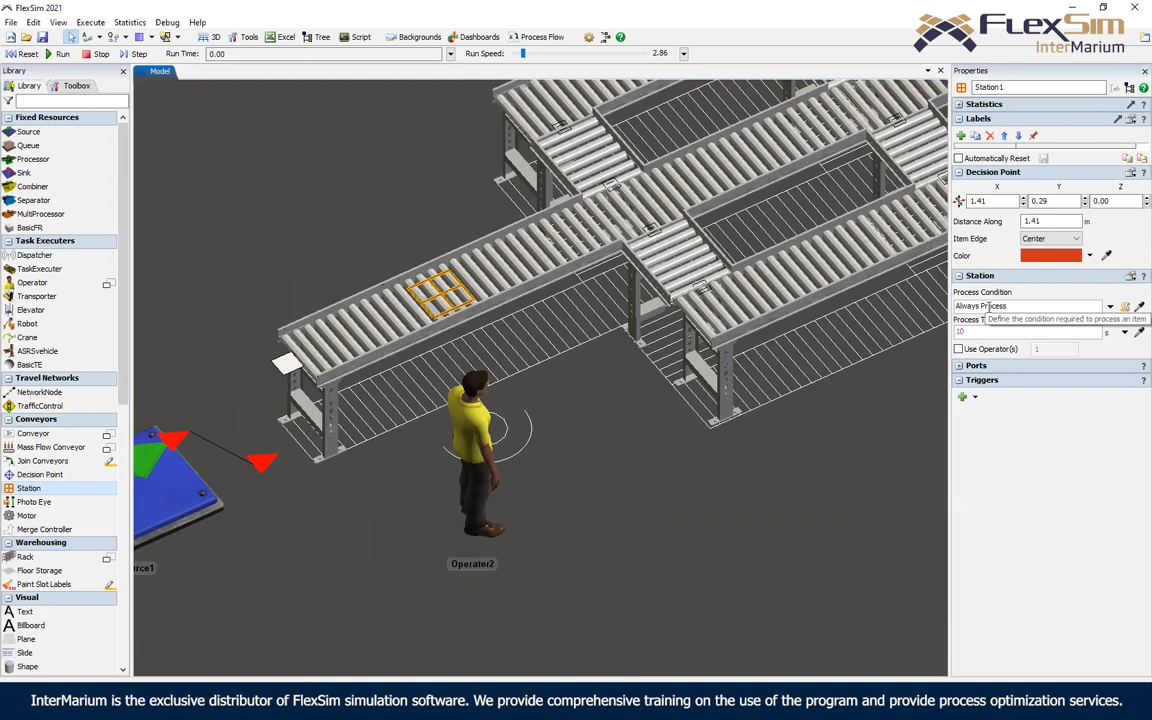 FlexSim 2021
File Edit View Execute Statistics Debug Help
3D Tools Excel Tree Script Backgrounds Dashboards Process Flow
Reset Run Stop Step Run Time: 0.00 Run Speed: 2.86
FLEXSIM
InterMarium
Library
Library Toolbox
Fixed Resources
Source
Queue
Processor
Sink
Combiner
Separator
MultiProcessor
BasicFR
Task Executers
Dispatcher
TaskExecuter
Operator
Transporter
Elevator
Robot
Crane
ASRSvehicle
BasicTE
Travel Networks
NetworkNode
TrafficControl
Conveyors
Conveyor
Mass Flow Conveyor
Join Conveyors
Decision Point
Station
Photo Eye
Motor
Merge Controller
Warehousing
Rack
Floor Storage
Paint Slot Labels
Visual
Text
Billboard
Plane
Slide
Shape
Model
rce1
Operator2
Properties
Station1
Statistics
Labels
Automatically Reset
Decision Point
X Y Z
1.41 0.29 0.00
Distance Along 1.41 m
Item Edge Center
Color
Station
Process Condition
Always Process
Define the condition required to process an item
10 s
Use Operator(s) 1
Ports
Triggers
InterMarium is the exclusive distributor of FlexSim simulation software. We provide comprehensive training on the use of the program and provide process optimization services.